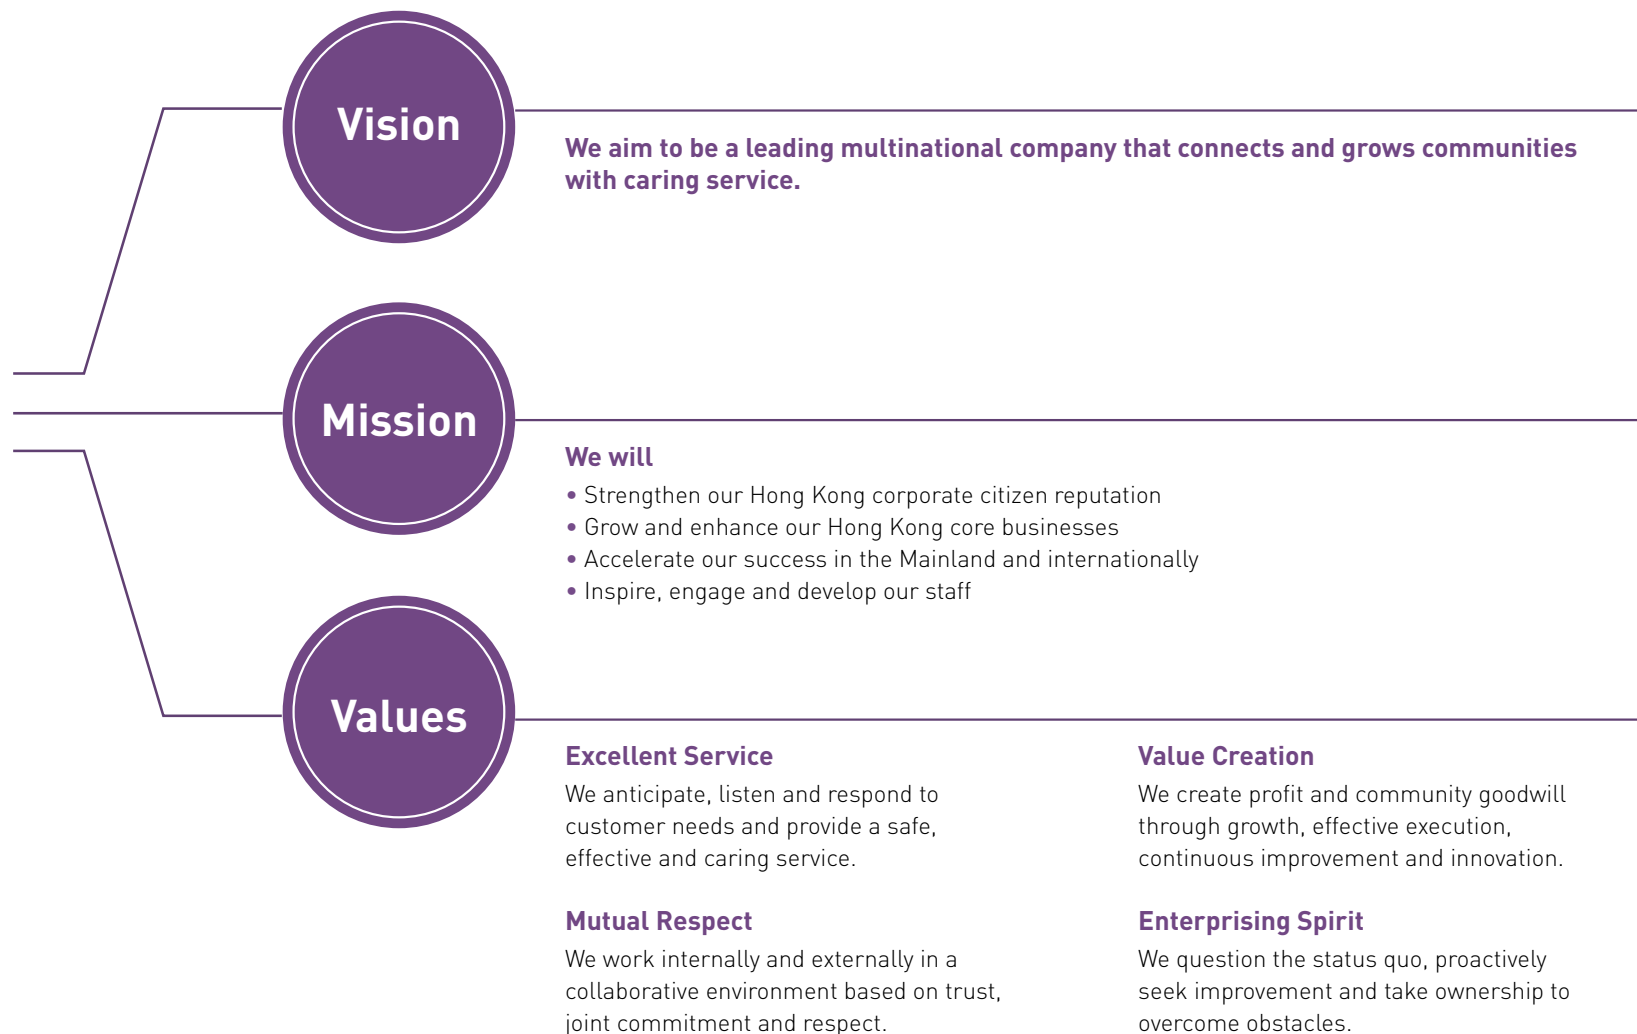 Vision
We aim to be a leading multinational company that connects and grows communities
with caring service.
Mission
We will
• Strengthen our Hong Kong corporate citizen reputation
• Grow and enhance our Hong Kong core businesses
• Accelerate our success in the Mainland and internationally
• Inspire, engage and develop our staff
Values
Excellent Service
We anticipate, listen and respond to
customer needs and provide a safe,
effective and caring service.
Value Creation
We create profit and community goodwill
through growth, effective execution,
continuous improvement and innovation.
Mutual Respect
We work internally and externally in a
collaborative environment based on trust,
joint commitment and respect.
Enterprising Spirit
We question the status quo, proactively
seek improvement and take ownership to
overcome obstacles.